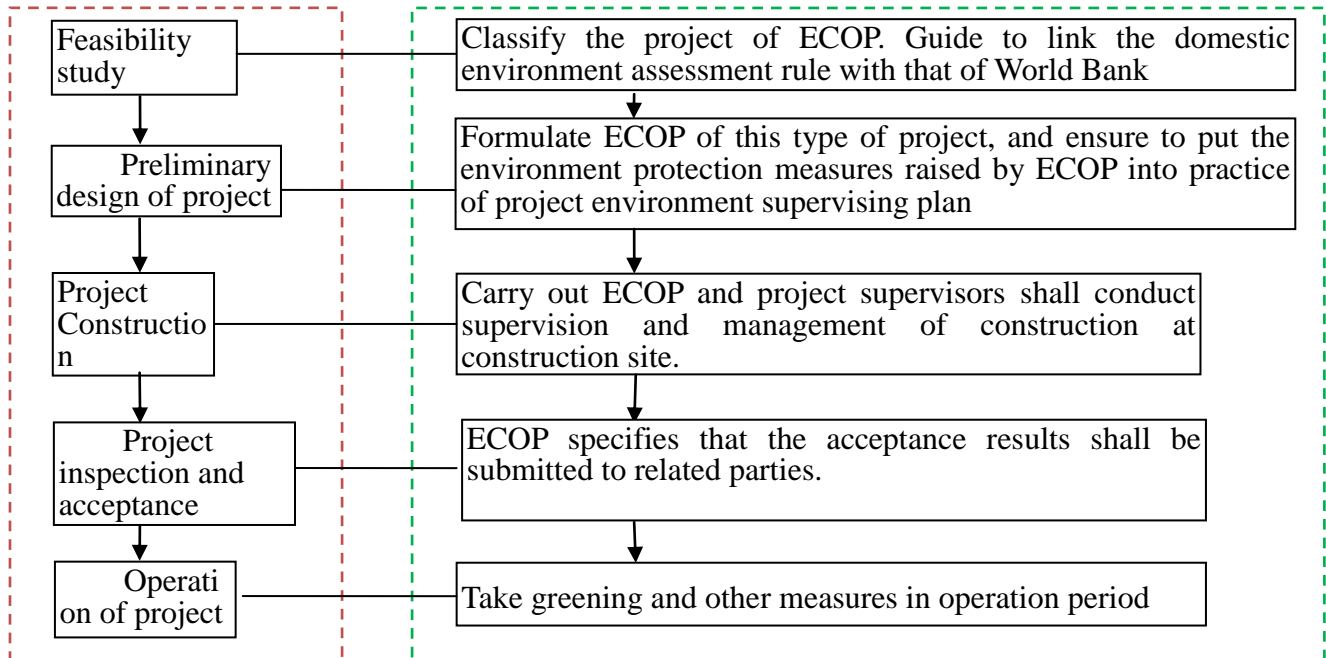 Feasibility
study
Classify the project of ECOP. Guide to link the domestic
environment assessment rule with that of World Bank
Preliminary
design of project
Formulate ECOP of this type of project, and ensure to put the
environment protection measures raised by ECOP into practice
of project environment supervising plan
Project
Constructio
n
Carry out ECOP and project supervisors shall conduct
supervision and management of construction at
construction site.
Project
inspection and
acceptance
ECOP specifies that the acceptance results shall be
submitted to related parties.
Operati
on of project
Take greening and other measures in operation period